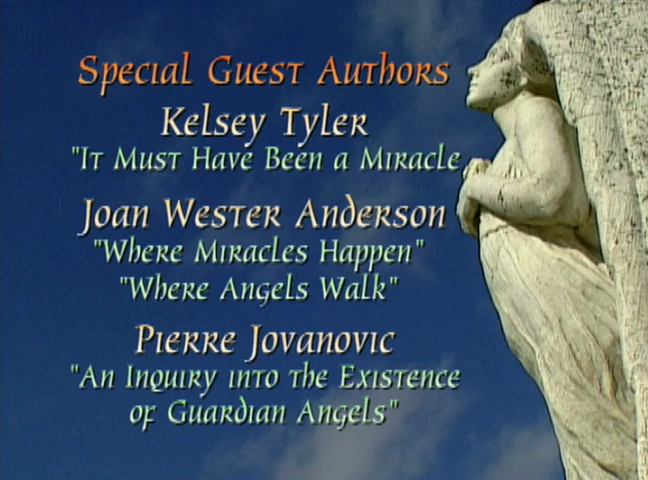 Special Guest Authors
Kelsey Tyler
"It Must Have Been a Miracle
Joan Wester Anderson
"Where Miracles Happen"
"Where Angels Walk"
Pierre Jovanovic
"An Inquiry into the Existence
of Guardian Angels"